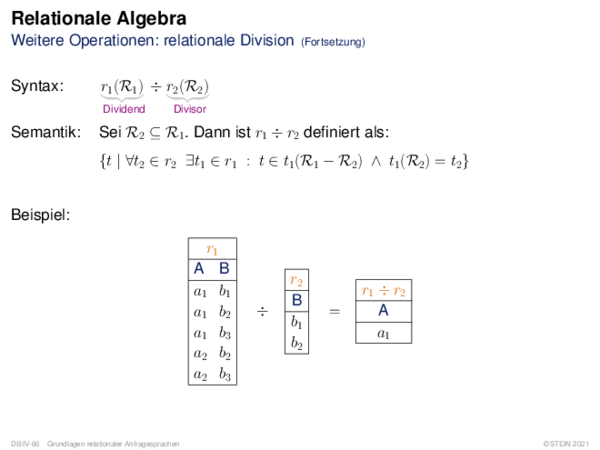 Relationale Algebra
Weitere Operationen: relationale Division (Fortsetzung)
Syntax: r₁(ℛ₁) ÷ r₂(ℛ₂)
Dividend Divisor
Semantik: Sei ℛ₂ ⊆ ℛ₁. Dann ist r₁ ÷ r₂ definiert als:
{t | ∀t₂ ∈ r₂ ∃t₁ ∈ r₁ : t ∈ t₁(ℛ₁ − ℛ₂) ∧ t₁(ℛ₂) = t₂}
Beispiel:
r₁
A B
a₁ b₁
a₁ b₂
a₁ b₃
a₂ b₂
a₂ b₃
÷
r₂
B
b₁
b₂
=
r₁ ÷ r₂
A
a₁
DB:IV-66 Grundlagen relationaler Anfragesprachen ©STEIN 2021